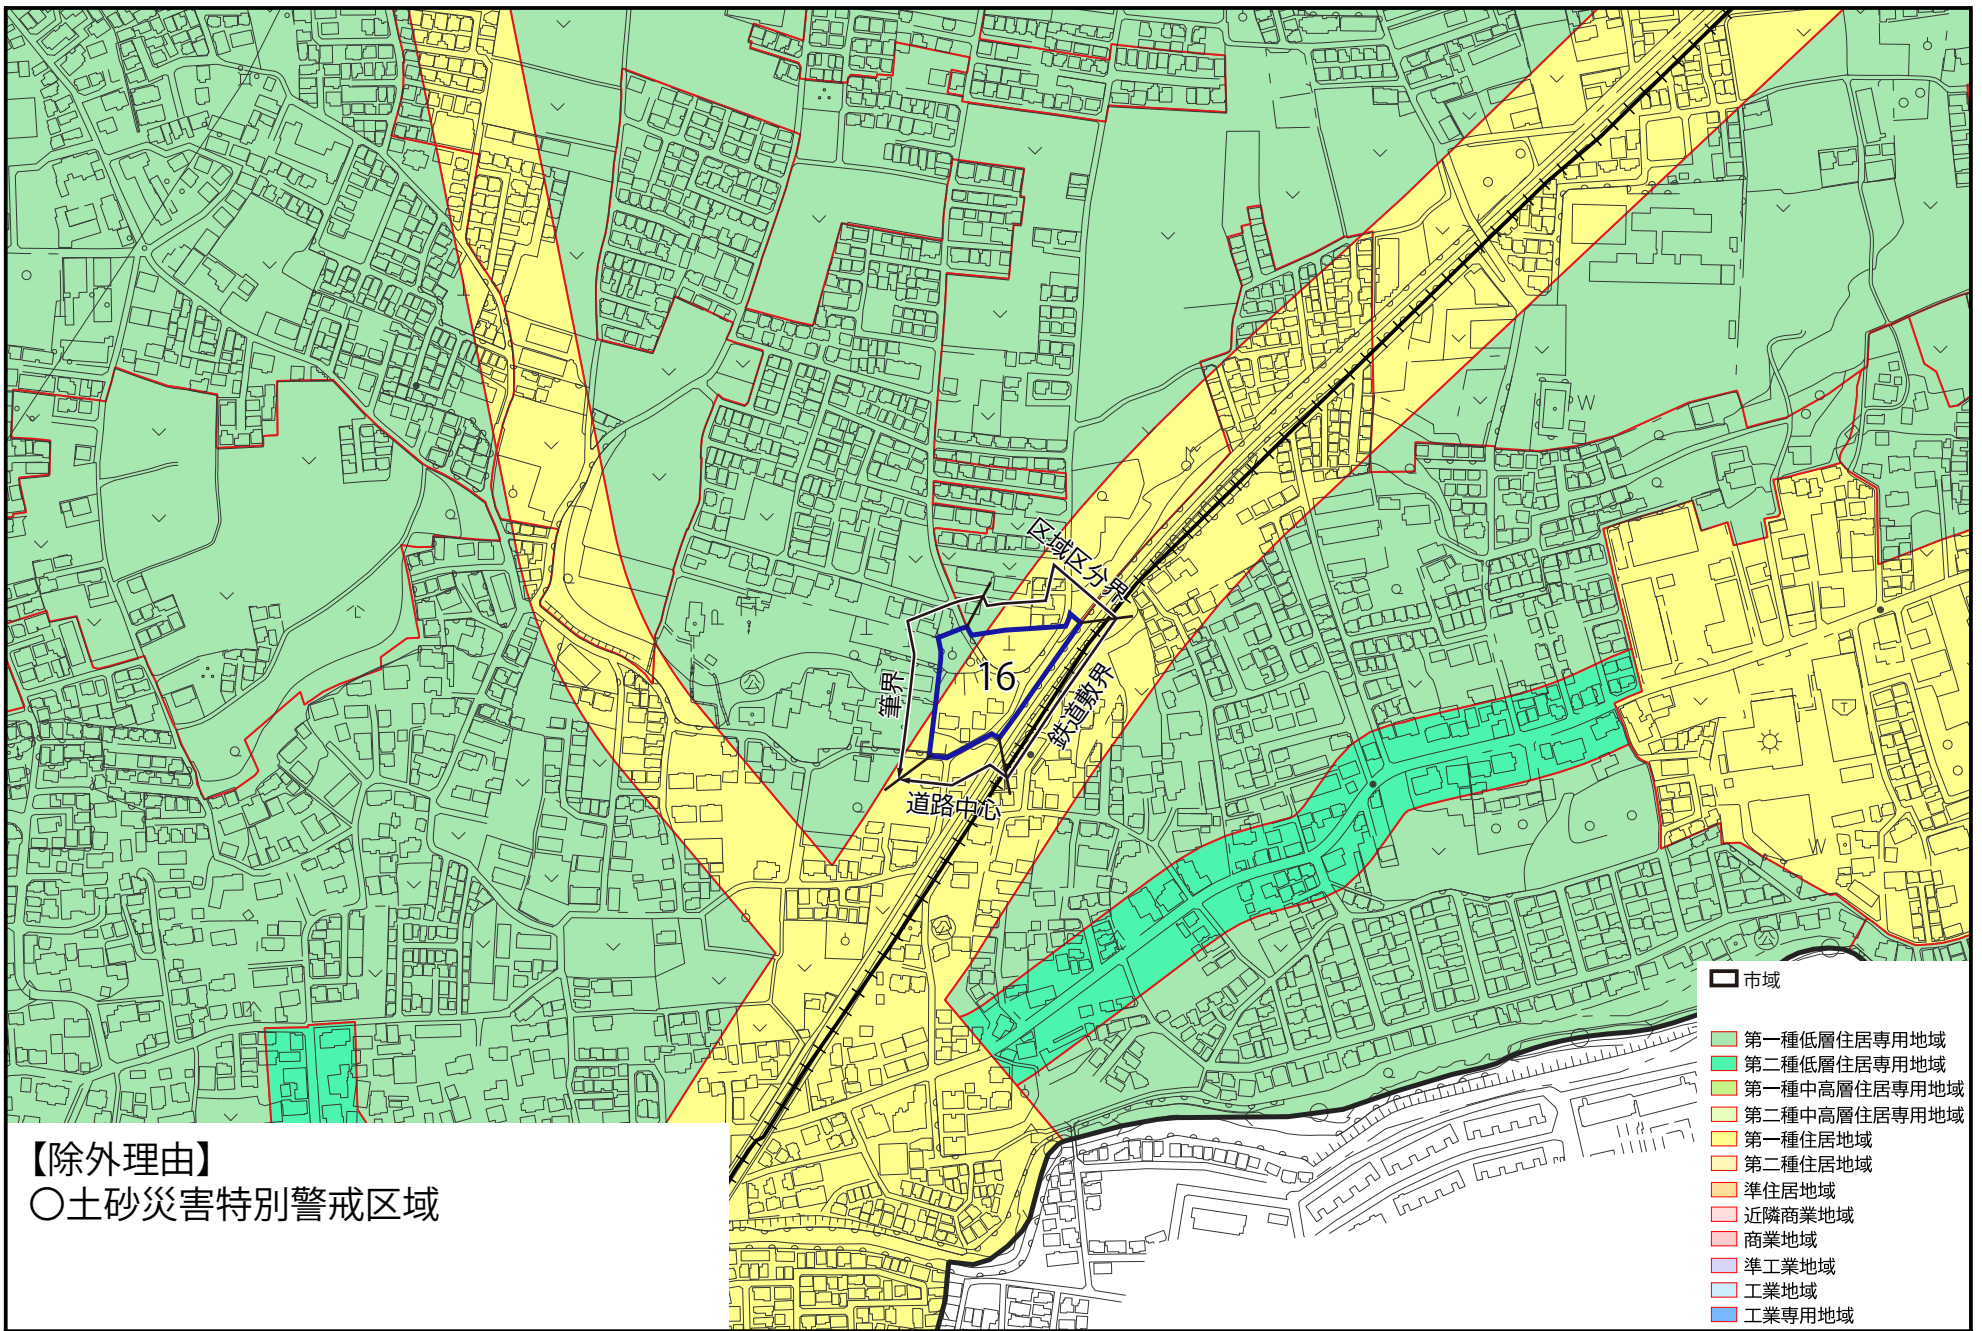 区域区分界
16
筆界
鉄道敷界
道路中心
市域
第一種低層住居専用地域
第二種低層住居専用地域
第一種中高層住居専用地域
第二種中高層住居専用地域
第一種住居地域
第二種住居地域
準住居地域
近隣商業地域
商業地域
準工業地域
工業地域
工業専用地域
【除外理由】
〇土砂災害特別警戒区域